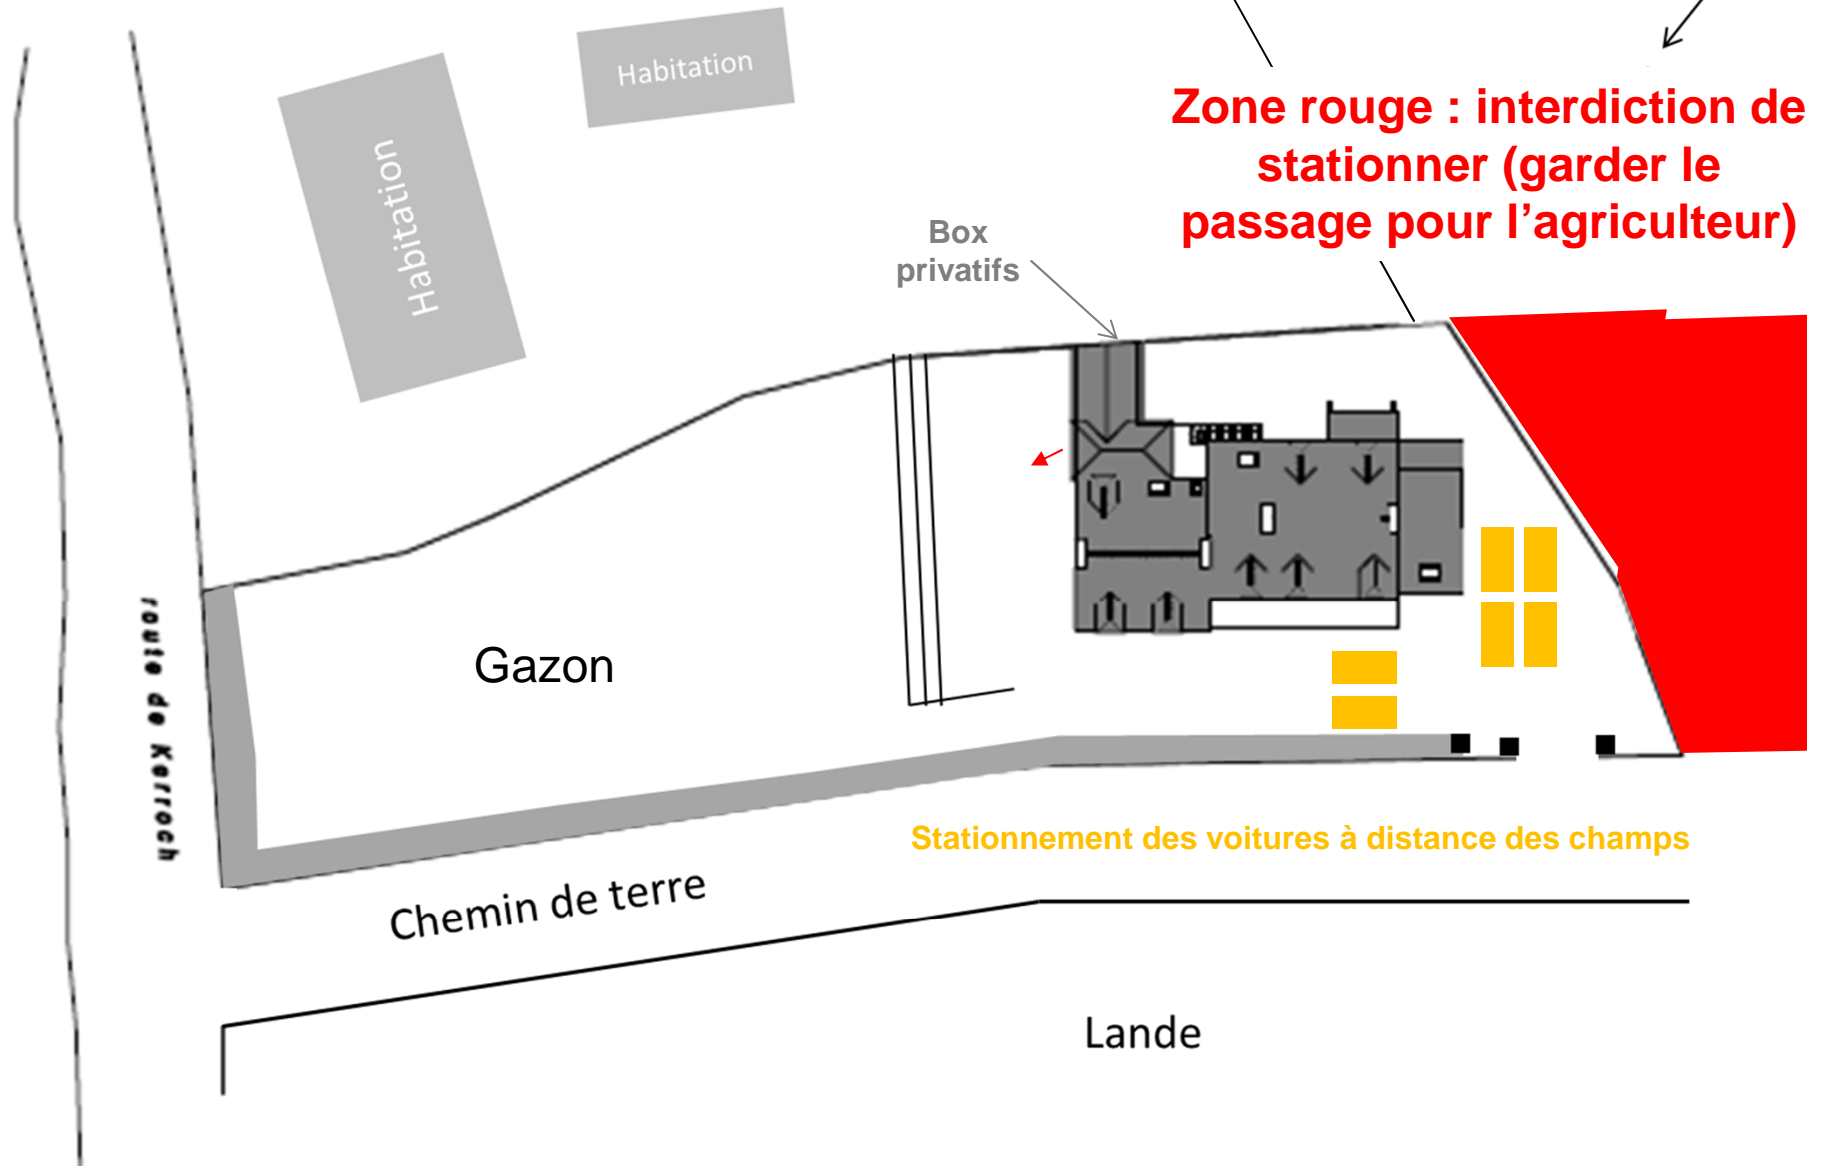 Habitation
Habitation
Zone rouge : interdiction de
stationner (garder le
passage pour l’agriculteur)
Box
privatifs
route de Kerroch
Gazon
Stationnement des voitures à distance des champs
Chemin de terre
Lande